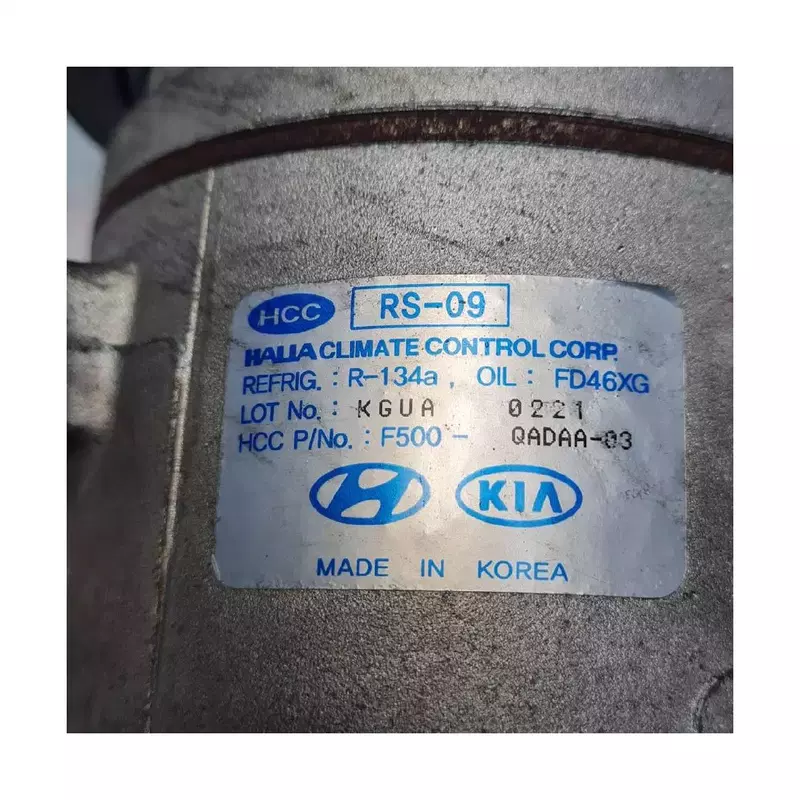 HCC RS-09
HALLA CLIMATE CONTROL CORP.
REFRIG. : R-134a , OIL : FD46XG
LOT No. : KGUA 0221
HCC P/No. : F500 - QADAA-03
KIA
MADE IN KOREA